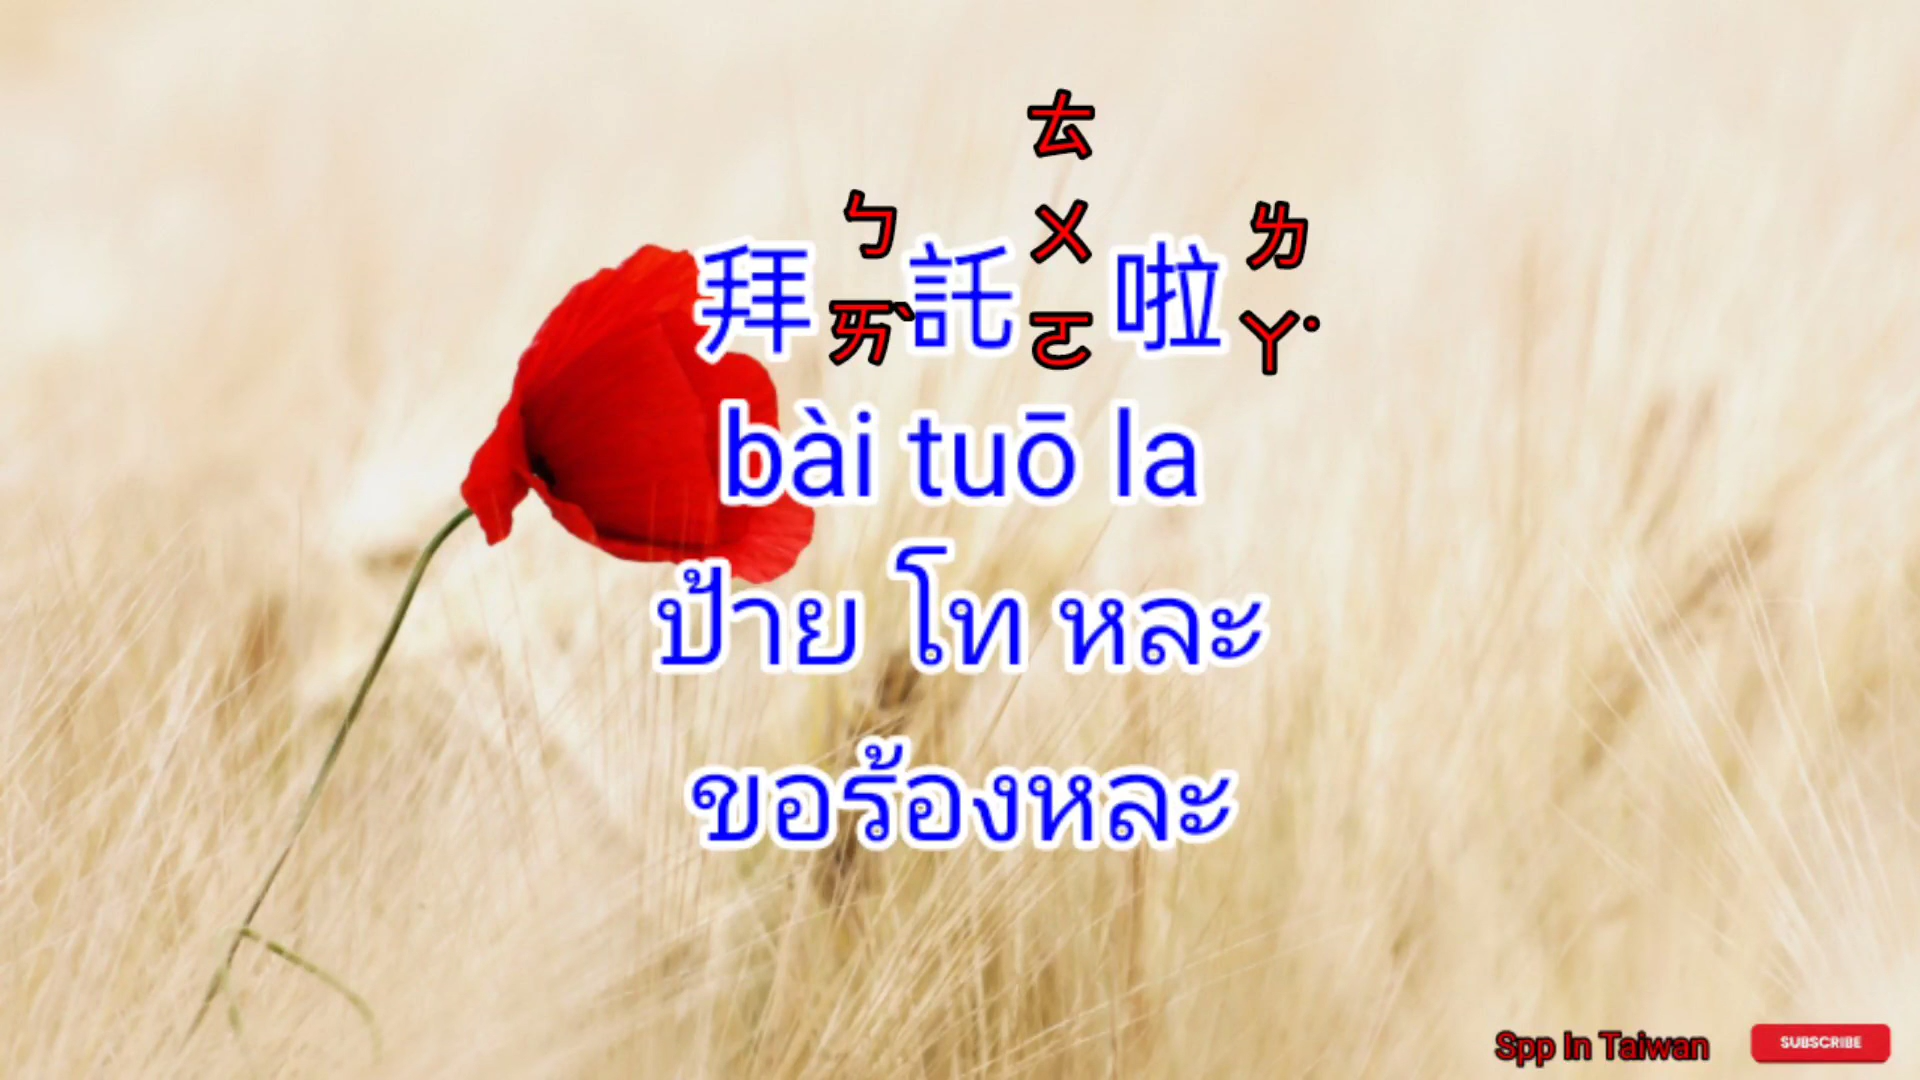 拜ㄅㄞˋ託ㄊㄨㄛ啦ㄌㄚ˙
bài tuō la
ป้าย โท หละ
ขอร้องหละ
Spp In Taiwan
SUBSCRIBE